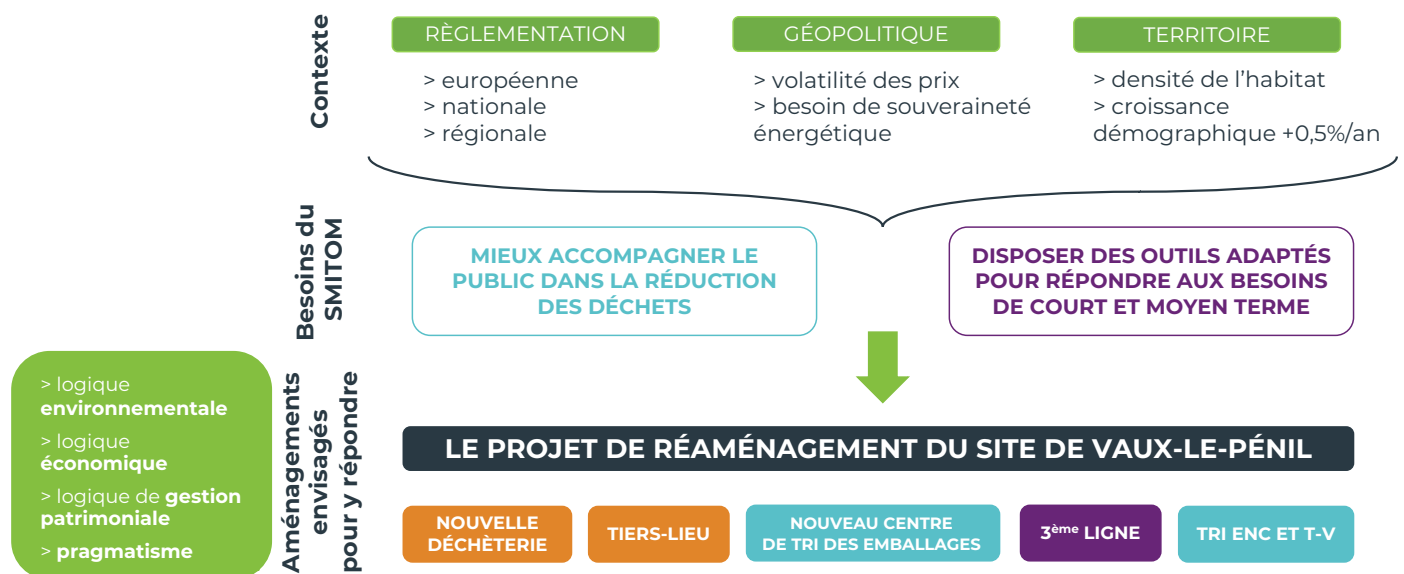 Contexte
RÈGLEMENTATION
> européenne
> nationale
> régionale
GÉOPOLITIQUE
> volatilité des prix
> besoin de souveraineté
énergétique
TERRITOIRE
> densité de l'habitat
> croissance
démographique +0,5%/an
Besoins du
SMITOM
MIEUX ACCOMPAGNER LE
PUBLIC DANS LA RÉDUCTION
DES DÉCHETS
DISPOSER DES OUTILS ADAPTÉS
POUR RÉPONDRE AUX BESOINS
DE COURT ET MOYEN TERME
> logique
environnementale
> logique
économique
> logique de gestion
patrimoniale
> pragmatisme
Aménagements
envisagés
pour y répondre
LE PROJET DE RÉAMÉNAGEMENT DU SITE DE VAUX-LE-PÉNIL
NOUVELLE
DÉCHÈTERIE
TIERS-LIEU
NOUVEAU CENTRE
DE TRI DES EMBALLAGES
3ème LIGNE
TRI ENC ET T-V